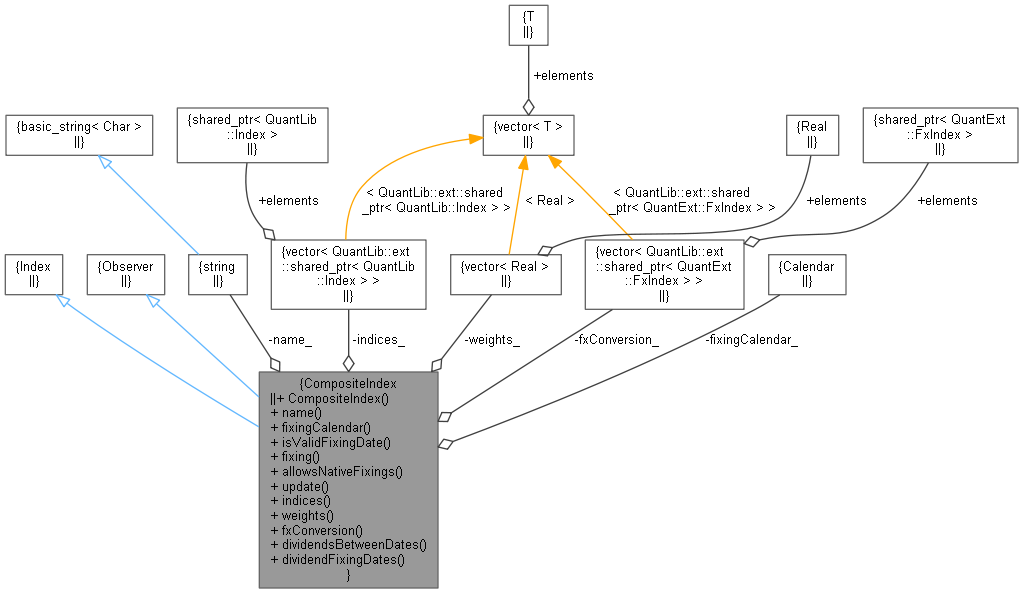 {T
||}
+elements
{basic_string< Char >
||}
{shared_ptr< QuantLib
::Index >
||}
{vector< T >
||}
{Real
||}
{shared_ptr< QuantExt
::FxIndex >
||}
+elements
< QuantLib::ext::shared
_ptr< QuantLib::Index > >
< Real >
< QuantLib::ext::shared
_ptr< QuantExt::FxIndex > >
+elements
+elements
{Index
||}
{Observer
||}
{string
||}
{vector< QuantLib::ext
::shared_ptr< QuantLib
::Index > >
||}
{vector< Real >
||}
{vector< QuantLib::ext
::shared_ptr< QuantExt
::FxIndex > >
||}
{Calendar
||}
-name_
-indices_
-weights_
-fxConversion_
-fixingCalendar_
{CompositeIndex
||+ CompositeIndex()
+ name()
+ fixingCalendar()
+ isValidFixingDate()
+ fixing()
+ allowsNativeFixings()
+ update()
+ indices()
+ weights()
+ fxConversion()
+ dividendsBetweenDates()
+ dividendFixingDates()
}